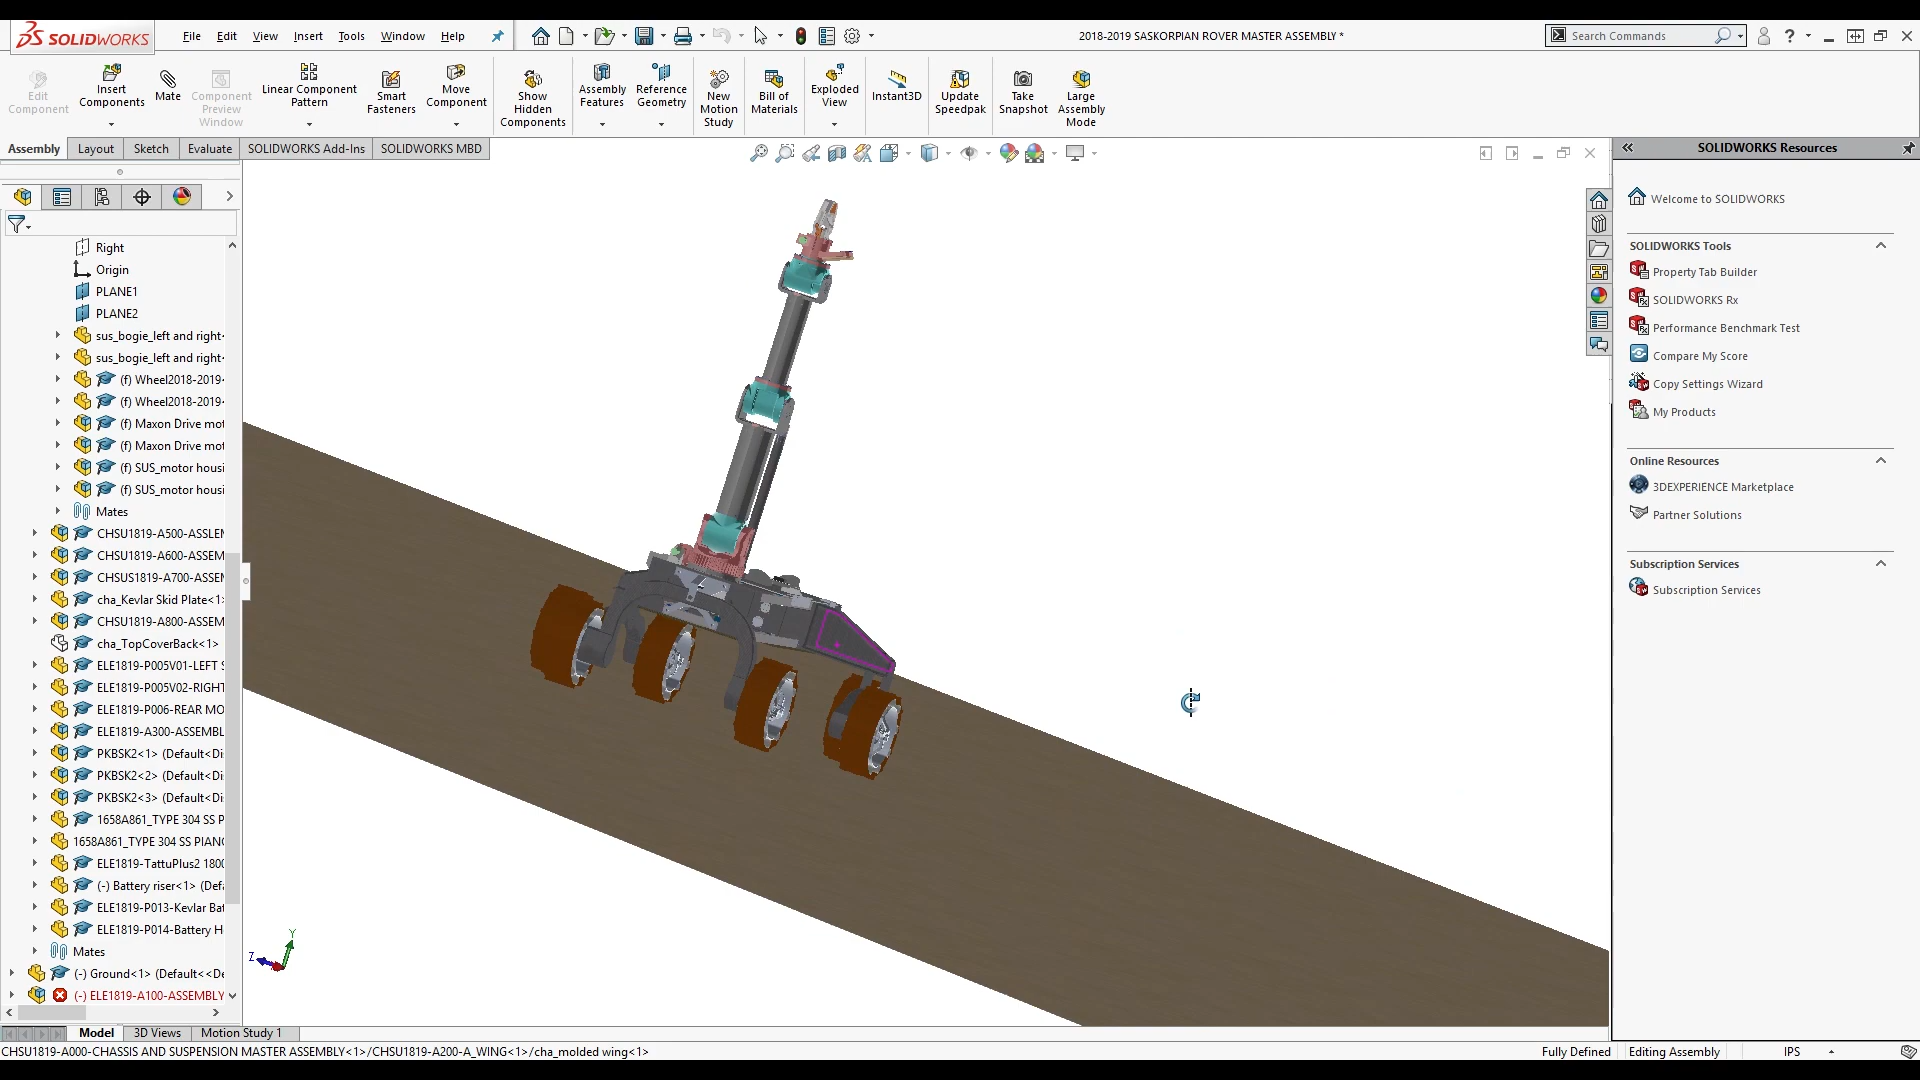 SOLIDWORKS
File Edit View Insert Tools Window Help
2018-2019 SASKORPIAN ROVER MASTER ASSEMBLY *
Search Commands
Edit Component
Insert Components
Mate
Component Preview Window
Linear Component Pattern
Smart Fasteners
Move Component
Show Hidden Components
Assembly Features
Reference Geometry
New Motion Study
Bill of Materials
Exploded View
Instant3D
Update Speedpak
Take Snapshot
Large Assembly Mode
Assembly Layout Sketch Evaluate SOLIDWORKS Add-Ins SOLIDWORKS MBD
Right
Origin
PLANE1
PLANE2
sus_bogie_left and right
sus_bogie_left and right
(f) Wheel2018-2019
(f) Wheel2018-2019
(f) Maxon Drive mot
(f) Maxon Drive mot
(f) SUS_motor housi
(f) SUS_motor housi
Mates
CHSU1819-A500-ASSLEM
CHSU1819-A600-ASSEM
CHSUS1819-A700-ASSEM
cha_Kevlar Skid Plate<1>
CHSU1819-A800-ASSEM
cha_TopCoverBack<1>
ELE1819-P005V01-LEFT S
ELE1819-P005V02-RIGHT
ELE1819-P006-REAR MO
ELE1819-A300-ASSEMBL
PKBSK2<1> (Default<Di
PKBSK2<2> (Default<Di
PKBSK2<3> (Default<Di
1658A861_TYPE 304 SS P
1658A861_TYPE 304 SS PIANO
ELE1819-TattuPlus2 1800
(-) Battery riser<1> (Defa
ELE1819-P013-Kevlar Bat
ELE1819-P014-Battery H
Mates
(-) Ground<1> (Default<<De
(-) ELE1819-A100-ASSEMBLY
Y
Z
Model 3D Views Motion Study 1
CHSU1819-A000-CHASSIS AND SUSPENSION MASTER ASSEMBLY<1>/CHSU1819-A200-A_WING<1>/cha_molded wing<1>
Fully Defined Editing Assembly IPS
SOLIDWORKS Resources
Welcome to SOLIDWORKS
SOLIDWORKS Tools
Property Tab Builder
SOLIDWORKS Rx
Performance Benchmark Test
Compare My Score
Copy Settings Wizard
My Products
Online Resources
3DEXPERIENCE Marketplace
Partner Solutions
Subscription Services
Subscription Services